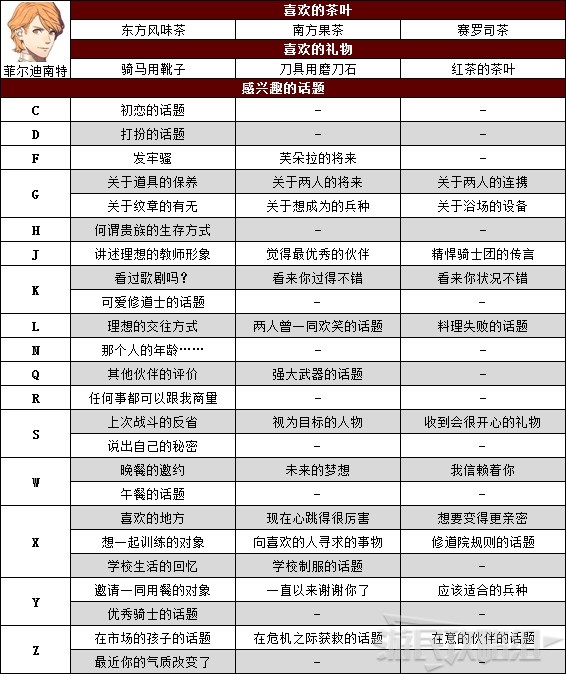 喜欢的茶叶
东方风味茶 南方果茶 赛罗司茶
喜欢的礼物
菲尔迪南特 骑马用靴子 刀具用磨刀石 红茶的茶叶
感兴趣的话题
C 初恋的话题 – –
D 打扮的话题 – –
F 发牢骚 芙朵拉的将来 –
G 关于道具的保养 关于两人的将来 关于两人的连携
关于纹章的有无 关于想成为的兵种 关于浴场的设备
H 何谓贵族的生存方式 – –
J 讲述理想的教师形象 觉得最优秀的伙伴 精悍骑士团的传言
K 看过歌剧吗？ 看来你过得不错 看来你状况不错
可爱修道士的话题 – –
L 理想的交往方式 两人曾一同欢笑的话题 料理失败的话题
N 那个人的年龄…… – –
Q 其他伙伴的评价 强大武器的话题 –
R 任何事都可以跟我商量 – –
S 上次战斗的反省 视为目标的人物 收到会很开心的礼物
说出自己的秘密 – –
W 晚餐的邀约 未来的梦想 我信赖着你
午餐的话题 – –
X 喜欢的地方 现在心跳得很厉害 想要变得更亲密
想一起训练的对象 向喜欢的人寻求的事物 修道院规则的话题
学校生活的回忆 学校制服的话题 –
Y 邀请一同用餐的对象 一直以来谢谢你了 应该适合的兵种
优秀骑士的话题 – –
Z 在市场的孩子的话题 在危机之际获救的话题 在意的伙伴的话题
最近你的气质改变了 – –
游民攻略组